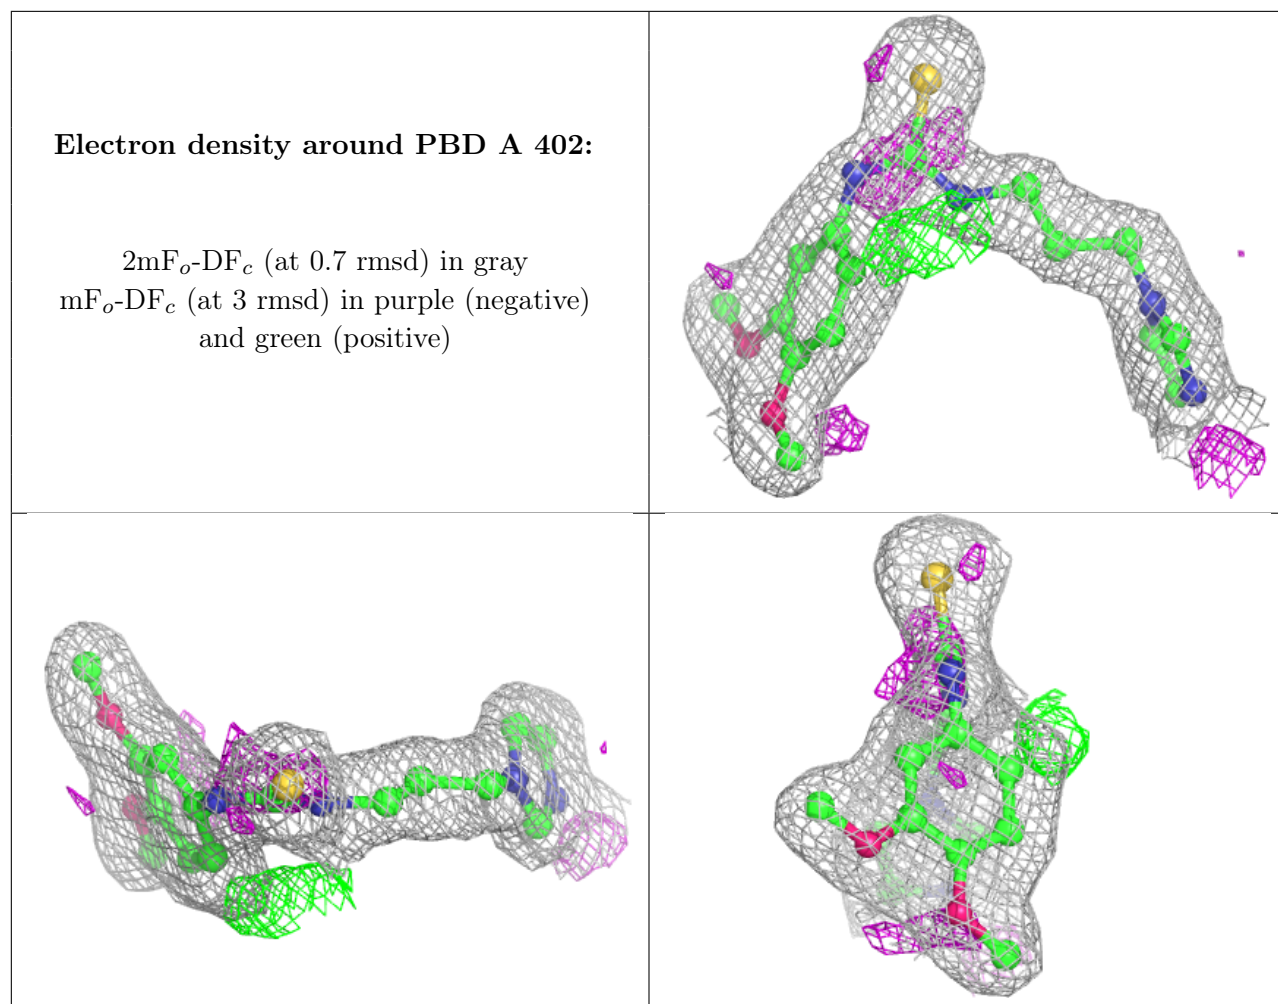 Electron density around PBD A 402:
2mFₒ-DF𝒸 (at 0.7 rmsd) in gray
mFₒ-DF𝒸 (at 3 rmsd) in purple (negative)
and green (positive)